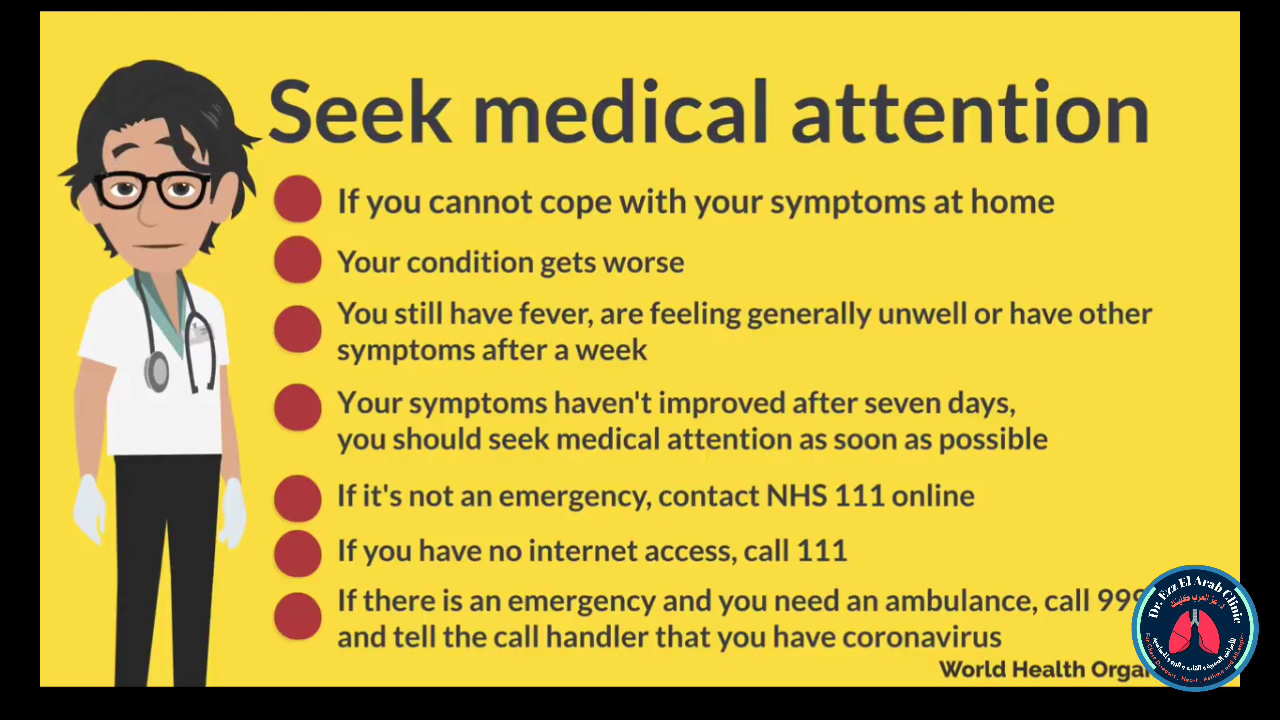 Seek medical attention
If you cannot cope with your symptoms at home
Your condition gets worse
You still have fever, are feeling generally unwell or have other
symptoms after a week
Your symptoms haven't improved after seven days,
you should seek medical attention as soon as possible
If it's not an emergency, contact NHS 111 online
If you have no internet access, call 111
If there is an emergency and you need an ambulance, call 999
and tell the call handler that you have coronavirus
World Health
Dr. Ezz El Arab Clinic
د. عز العرب كلينيك